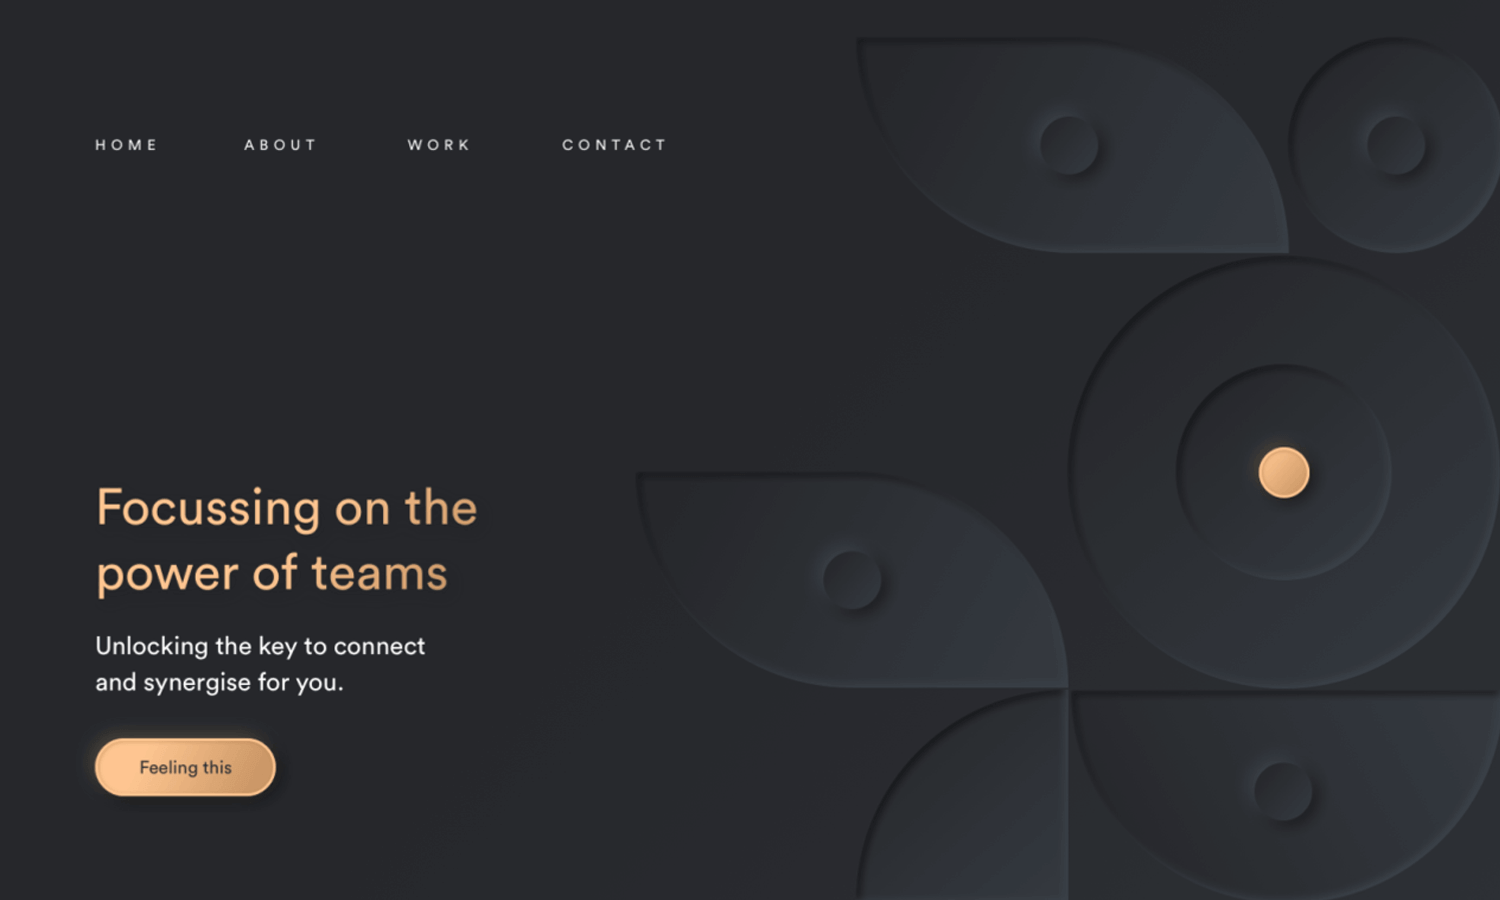 HOME ABOUT WORK CONTACT
Focussing on the
power of teams
Unlocking the key to connect
and synergise for you.
Feeling this